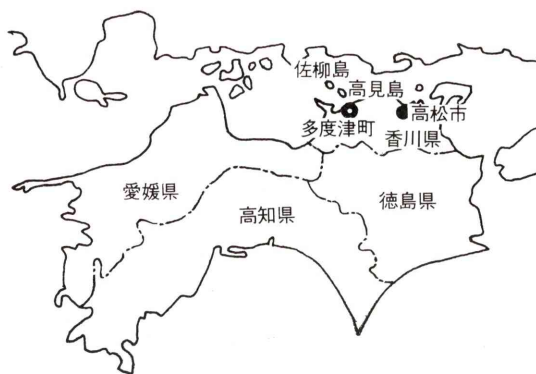 佐柳島
高見島
高松市
多度津町
香川県
愛媛県
徳島県
高知県